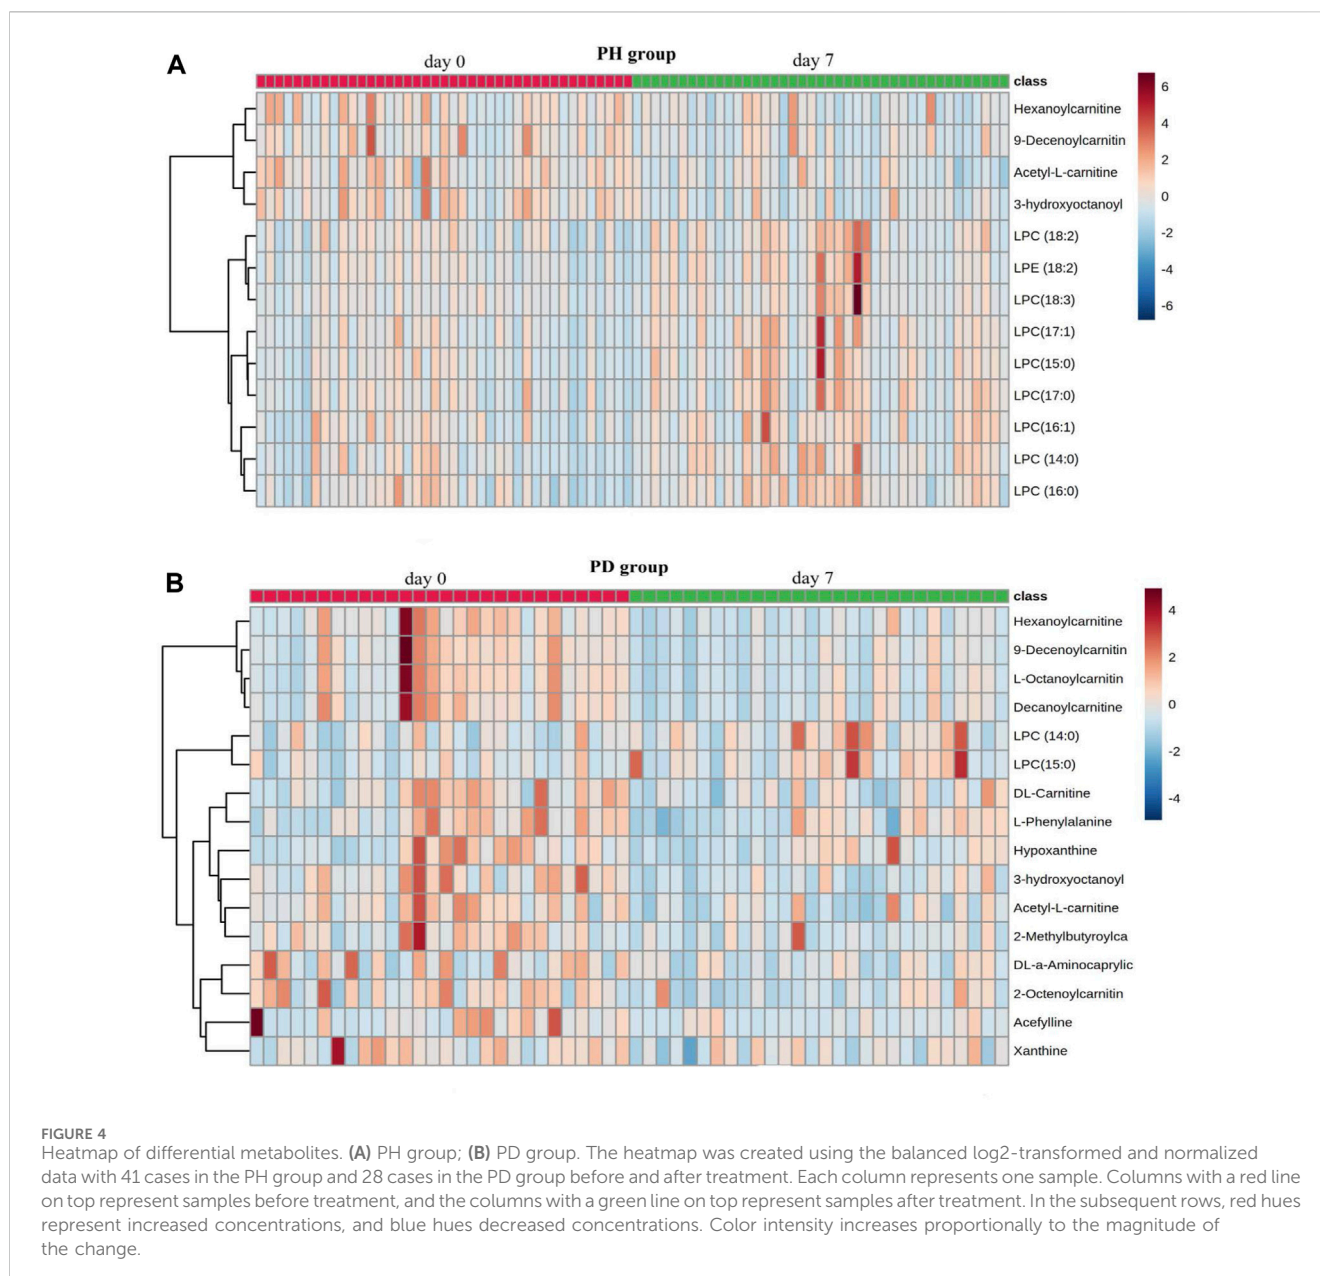 A
PH group
day 0
day 7
class
Hexanoylcarnitine
9-Decenoylcarnitin
Acetyl-L-carnitine
3-hydroxyoctanoyl
LPC (18:2)
LPE (18:2)
LPC(18:3)
LPC(17:1)
LPC(15:0)
LPC(17:0)
LPC(16:1)
LPC (14:0)
LPC (16:0)
6
4
2
0
-2
-4
-6
B
PD group
day 0
day 7
class
Hexanoylcarnitine
9-Decenoylcarnitin
L-Octanoylcarnitin
Decanoylcarnitine
LPC (14:0)
LPC(15:0)
DL-Carnitine
L-Phenylalanine
Hypoxanthine
3-hydroxyoctanoyl
Acetyl-L-carnitine
2-Methylbutyroylca
DL-a-Aminocaprylic
2-Octenoylcarnitin
Acefylline
Xanthine
4
2
0
-2
-4
FIGURE 4
Heatmap of differential metabolites. (A) PH group; (B) PD group. The heatmap was created using the balanced log2-transformed and normalized
data with 41 cases in the PH group and 28 cases in the PD group before and after treatment. Each column represents one sample. Columns with a red line
on top represent samples before treatment, and the columns with a green line on top represent samples after treatment. In the subsequent rows, red hues
represent increased concentrations, and blue hues decreased concentrations. Color intensity increases proportionally to the magnitude of
the change.